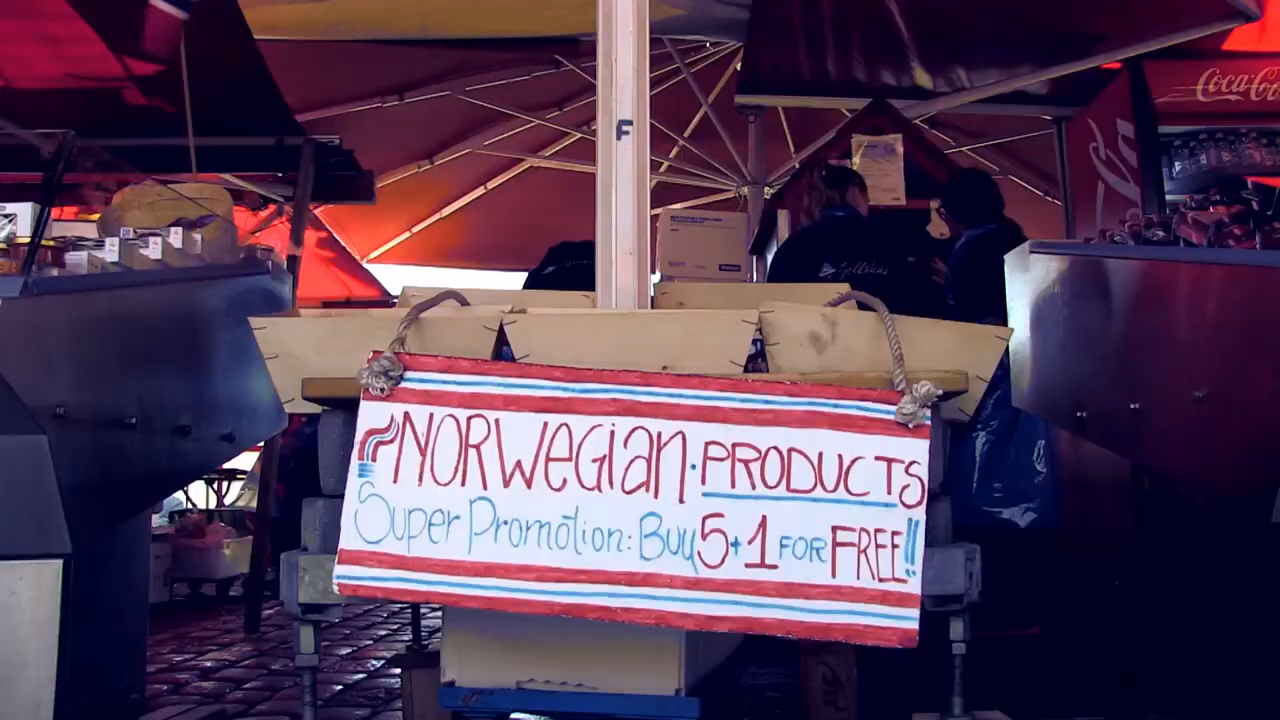 F
Coca-Cola
NORWEGian·PRODUCTS
Super Promotion: Buy 5+1 FOR FREE!!